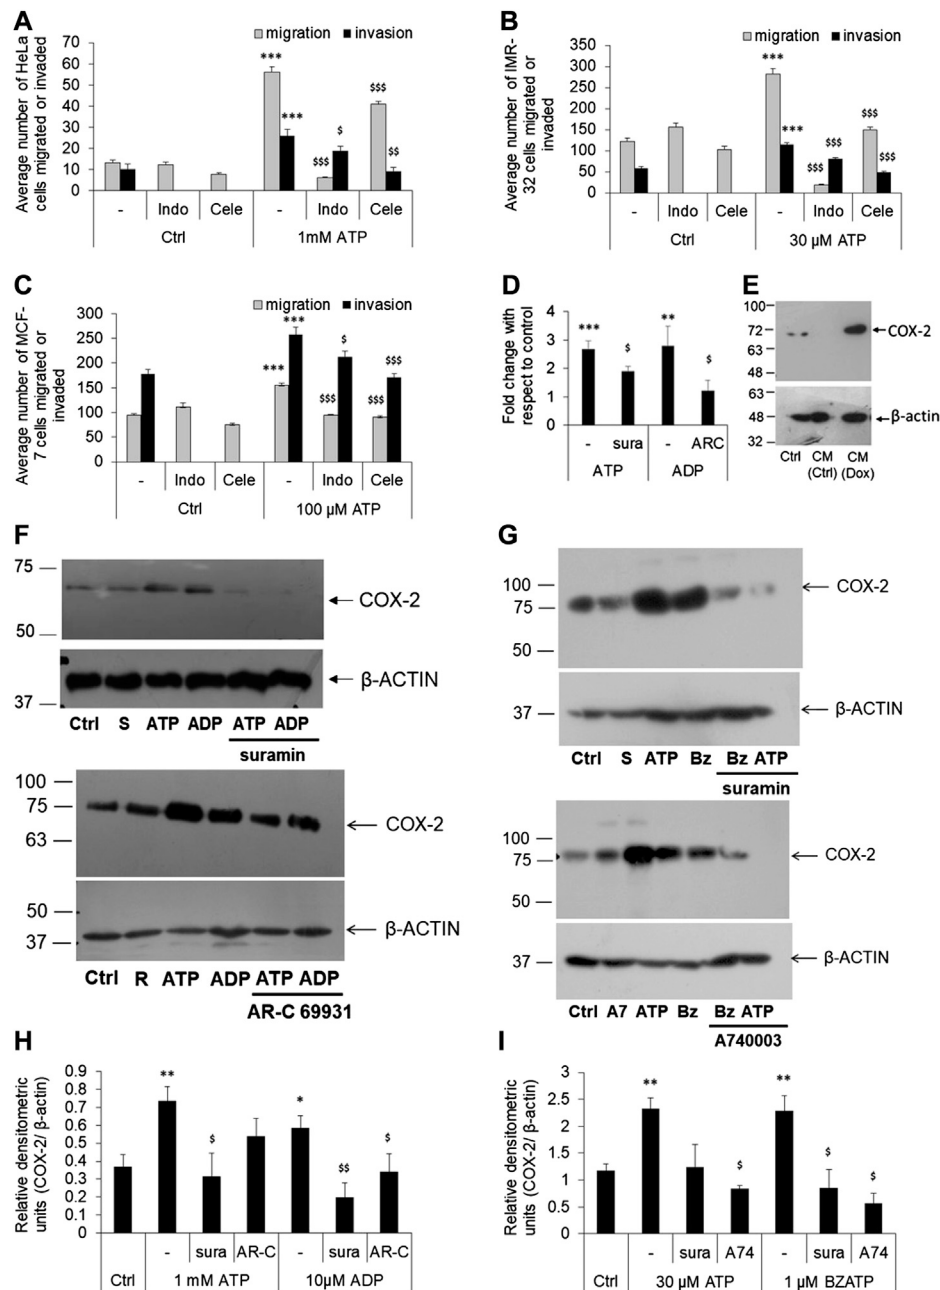 A
Average number of HeLa
cells migrated or invaded
migration
invasion
70
60
50
40
30
20
10
0
***
***
$$$
$
$$$
$$
-
Indo
Cele
-
Indo
Cele
Ctrl
1mM ATP
B
Average number of IMR-
32 cells migrated or
invaded
migration
invasion
350
300
250
200
150
100
50
0
***
***
$$$
$$$
$$$
$$$
-
Indo
Cele
-
Indo
Cele
Ctrl
30 µM ATP
C
Average number of MCF-
7 cells migrated or
invaded
migration
invasion
300
250
200
150
100
50
0
***
***
$$$
$
$$$
$$$
-
Indo
Cele
-
Indo
Cele
Ctrl
100 µM ATP
D
Fold change with
respect to control
4
3
2
1
0
***
$
**
$
-
sura
-
ARC
ATP
ADP
E
100
72
63
48
COX-2
63
48
32
β-actin
Ctrl CM CM
(Ctrl) (Dox)
F
75
50
COX-2
37
β-ACTIN
Ctrl S ATP ADP ATP ADP
suramin
100
75
63
COX-2
50
37
β-ACTIN
Ctrl R ATP ADP ATP ADP
AR-C 69931
G
100
75
50
COX-2
37
β-ACTIN
Ctrl S ATP Bz Bz ATP
suramin
100
75
50
COX-2
37
β-ACTIN
Ctrl A7 ATP Bz Bz ATP
A740003
H
Relative densitometric
units (COX-2/ β-actin)
0.9
0.8
0.7
0.6
0.5
0.4
0.3
0.2
0.1
0
**
$
*
$$
$
-
sura
AR-C
-
sura
AR-C
Ctrl
1 mM ATP
10µM ADP
I
Relative densitometric
units (COX-2/ β-actin)
2.5
2
1.5
1
0.5
0
**
$
**
$
$
-
sura
A74
-
sura
A74
Ctrl
30 µM ATP
1 µM BZATP